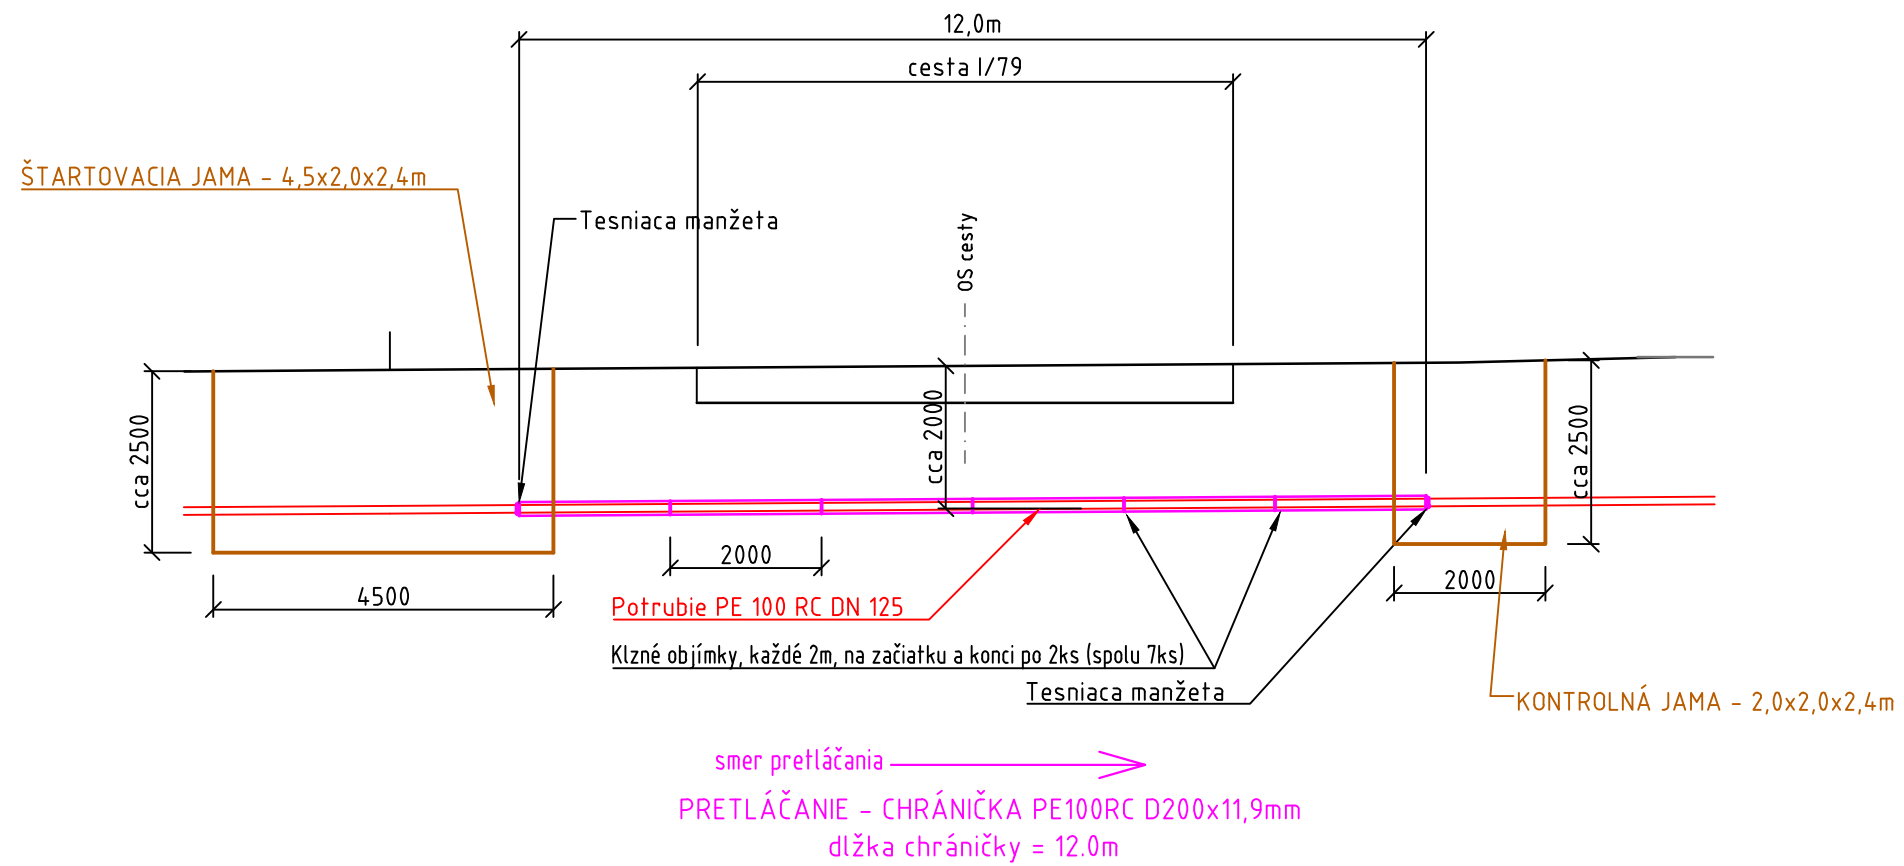 12,0m
cesta I/79
ŠTARTOVACIA JAMA - 4,5x2,0x2,4m
Tesniaca manžeta
OS cesty
cca 2500
cca 2000
cca 2500
2000
4500
2000
Potrubie PE 100 RC DN 125
Klzné objímky, každé 2m, na začiatku a konci po 2ks (spolu 7ks)
Tesniaca manžeta
KONTROLNÁ JAMA - 2,0x2,0x2,4m
smer pretláčania
PRETLÁČANIE - CHRÁNIČKA PE100RC D200x11,9mm
dlžka chráničky = 12.0m